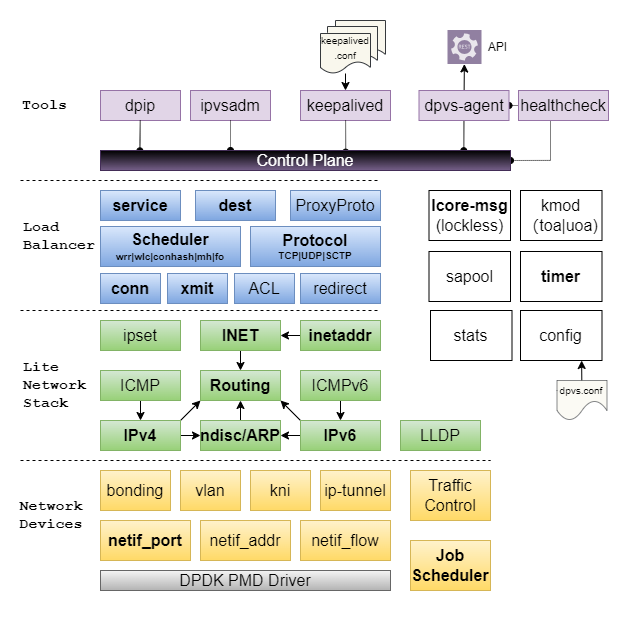 keepalived
.conf
REST
API
Tools
dpip
ipvsadm
keepalived
dpvs-agent
healthcheck
Control Plane
Load
Balancer
service
dest
ProxyProto
Scheduler
wrr|wlc|conhash|mh|fo
Protocol
TCP|UDP|SCTP
conn
xmit
ACL
redirect
lcore-msg
(lockless)
kmod
(toa|uoa)
sapool
timer
stats
config
dpvs.conf
Lite
Network
Stack
ipset
INET
inetaddr
ICMP
Routing
ICMPv6
IPv4
ndisc/ARP
IPv6
LLDP
Network
Devices
bonding
vlan
kni
ip-tunnel
Traffic
Control
netif_port
netif_addr
netif_flow
Job
Scheduler
DPDK PMD Driver